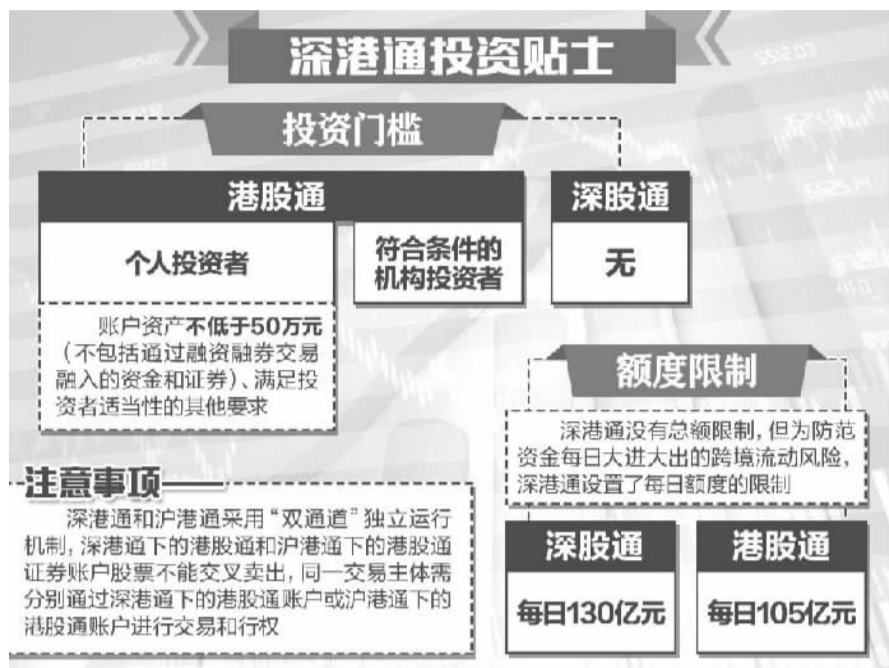 深港通投资贴士
投资门槛
港股通
个人投资者
符合条件的
机构投资者
账户资产不低于50万元
（不包括通过融资融券交易
融入的资金和证券）、满足投
资者适当性的其他要求
深股通
无
额度限制
深港通没有总额限制，但为防范
资金每日大进大出的跨境流动风险，
深港通设置了每日额度的限制
深股通
每日130亿元
港股通
每日105亿元
注意事项
深港通和沪港通采用“双通道”独立运行
机制，深港通下的港股通和沪港通下的港股通
证券账户股票不能交叉卖出，同一交易主体需
分别通过深港通下的港股通账户或沪港通下的
港股通账户进行交易和行权